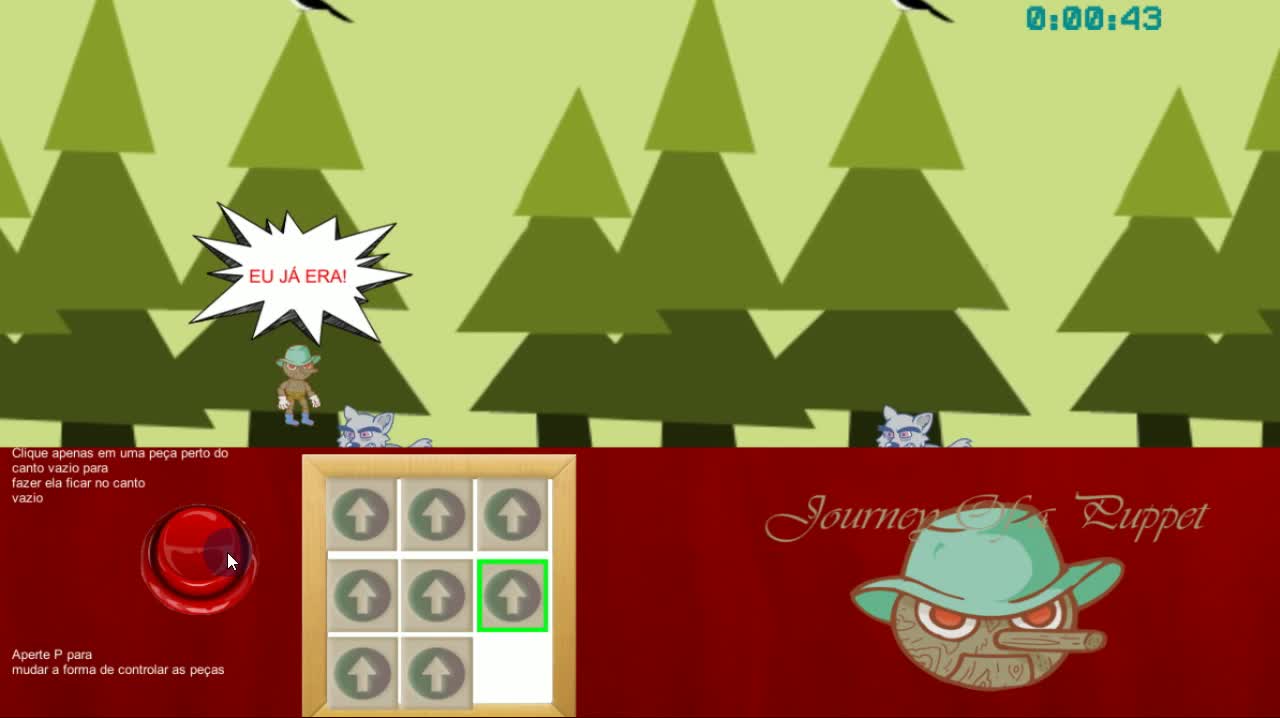 0:00:43
EU JÁ ERA!
Clique apenas em uma peça perto do
canto vazio para
fazer ela ficar no canto
vazio
Journey Of a Puppet
Aperte P para
mudar a forma de controlar as peças